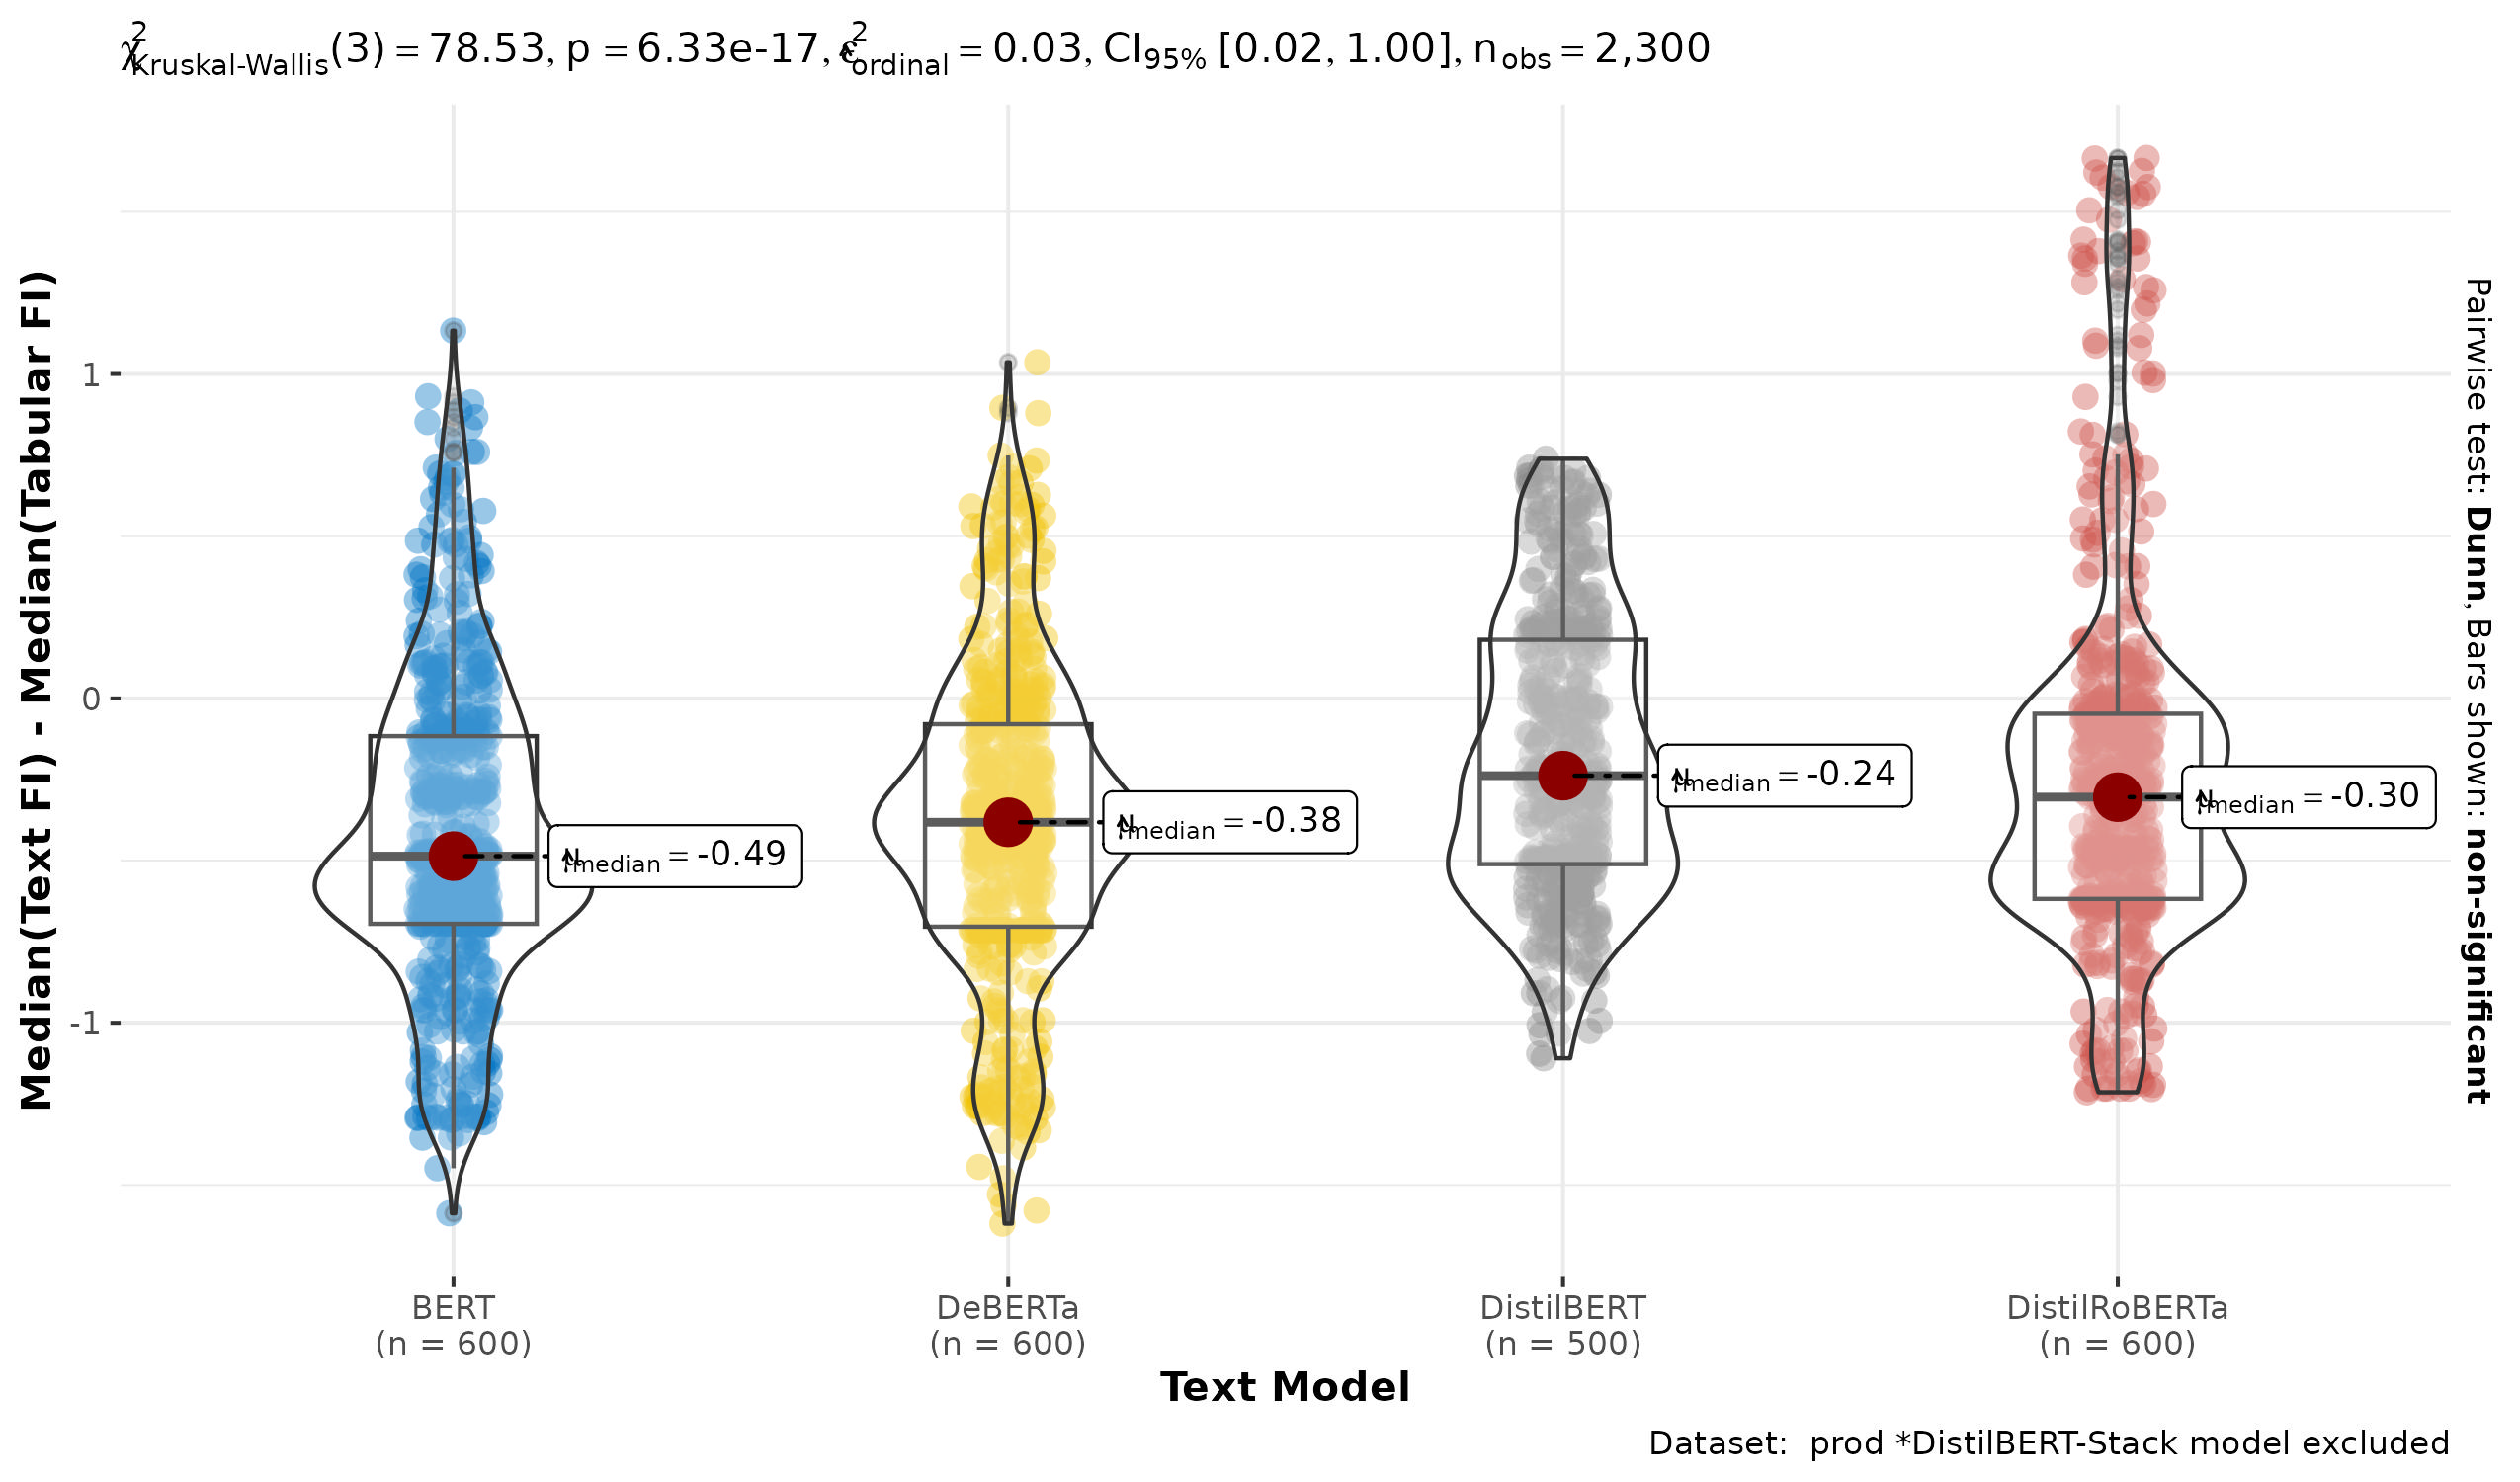 χ²Kruskal-Wallis(3) = 78.53, p = 6.33e-17, ε²ordinal = 0.03, CI95% [0.02, 1.00], nobs = 2,300
Median(Text FI) - Median(Tabular FI)
1
0
-1
μ̂median = -0.49
μ̂median = -0.38
μ̂median = -0.24
μ̂median = -0.30
Pairwise test: Dunn, Bars shown: non-significant
BERT
(n = 600)
DeBERTa
(n = 600)
DistilBERT
(n = 500)
DistilRoBERTa
(n = 600)
Text Model
Dataset:  prod *DistilBERT-Stack model excluded